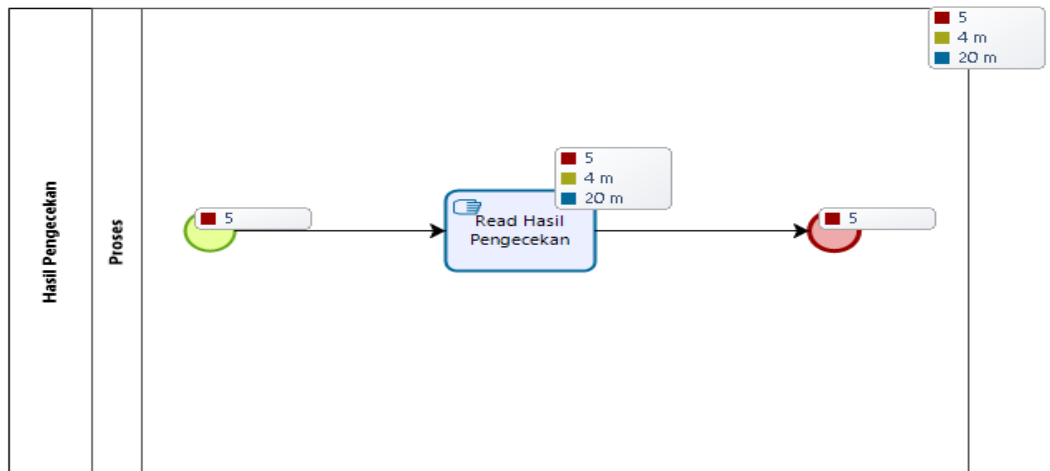 5
4 m
20 m
5
4 m
20 m
Hasil Pengecekan
Proses
5
Read Hasil
Pengecekan
5